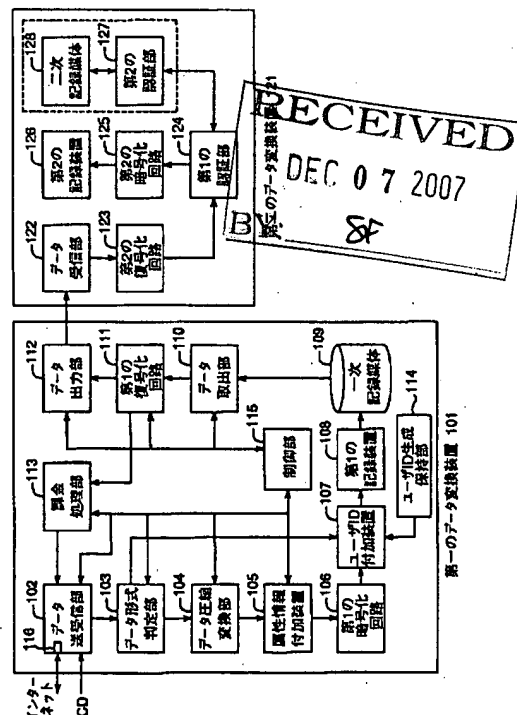 インター
ネット
CD
116
102
データ
送受信部
103
データ形式
判定部
104
データ圧縮
変換部
105
属性情報
付加装置
106
第1の暗号化
回路
113
課金
処理部
115
制御部
107
ユーザID
付加装置
108
第1の記録装置
109
一次
記録媒体
114
ユーザID生成
保持部
112
データ
出力部
111
第1の復号化
回路
110
データ
取出部
第一のデータ変換装置 101
122
データ
受信部
123
第2の復号化
回路
124
第1の
認証部
125
第2の暗号化
回路
126
第2の
記録装置
127
第2の
認証部
128
二次
記録媒体
のデータ変換装置 121
RECEIVED
DEC 07 2007
BY